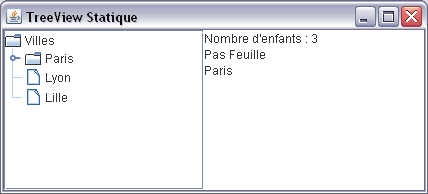 TreeView Statique
Villes
Paris
Lyon
Lille
Nombre d'enfants : 3
Pas Feuille
Paris